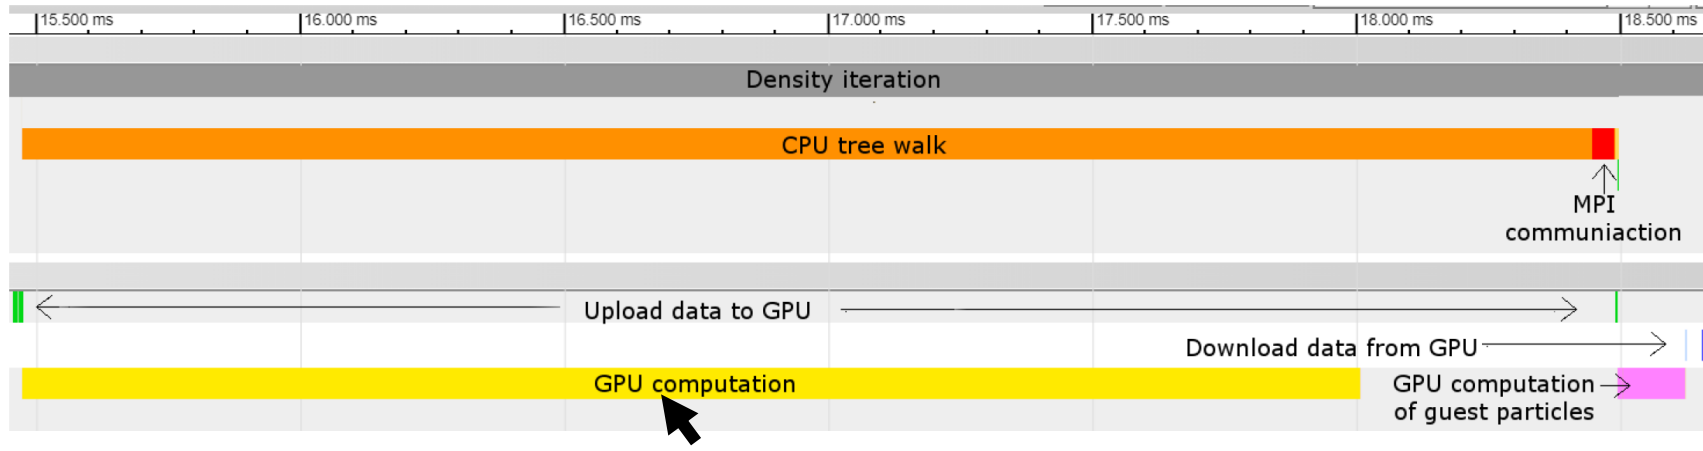 15.500 ms
16.000 ms
16.500 ms
17.000 ms
17.500 ms
18.000 ms
18.500 ms
Density iteration
CPU tree walk
MPI
communiaction
Upload data to GPU
Download data from GPU
GPU computation
GPU computation
of guest particles